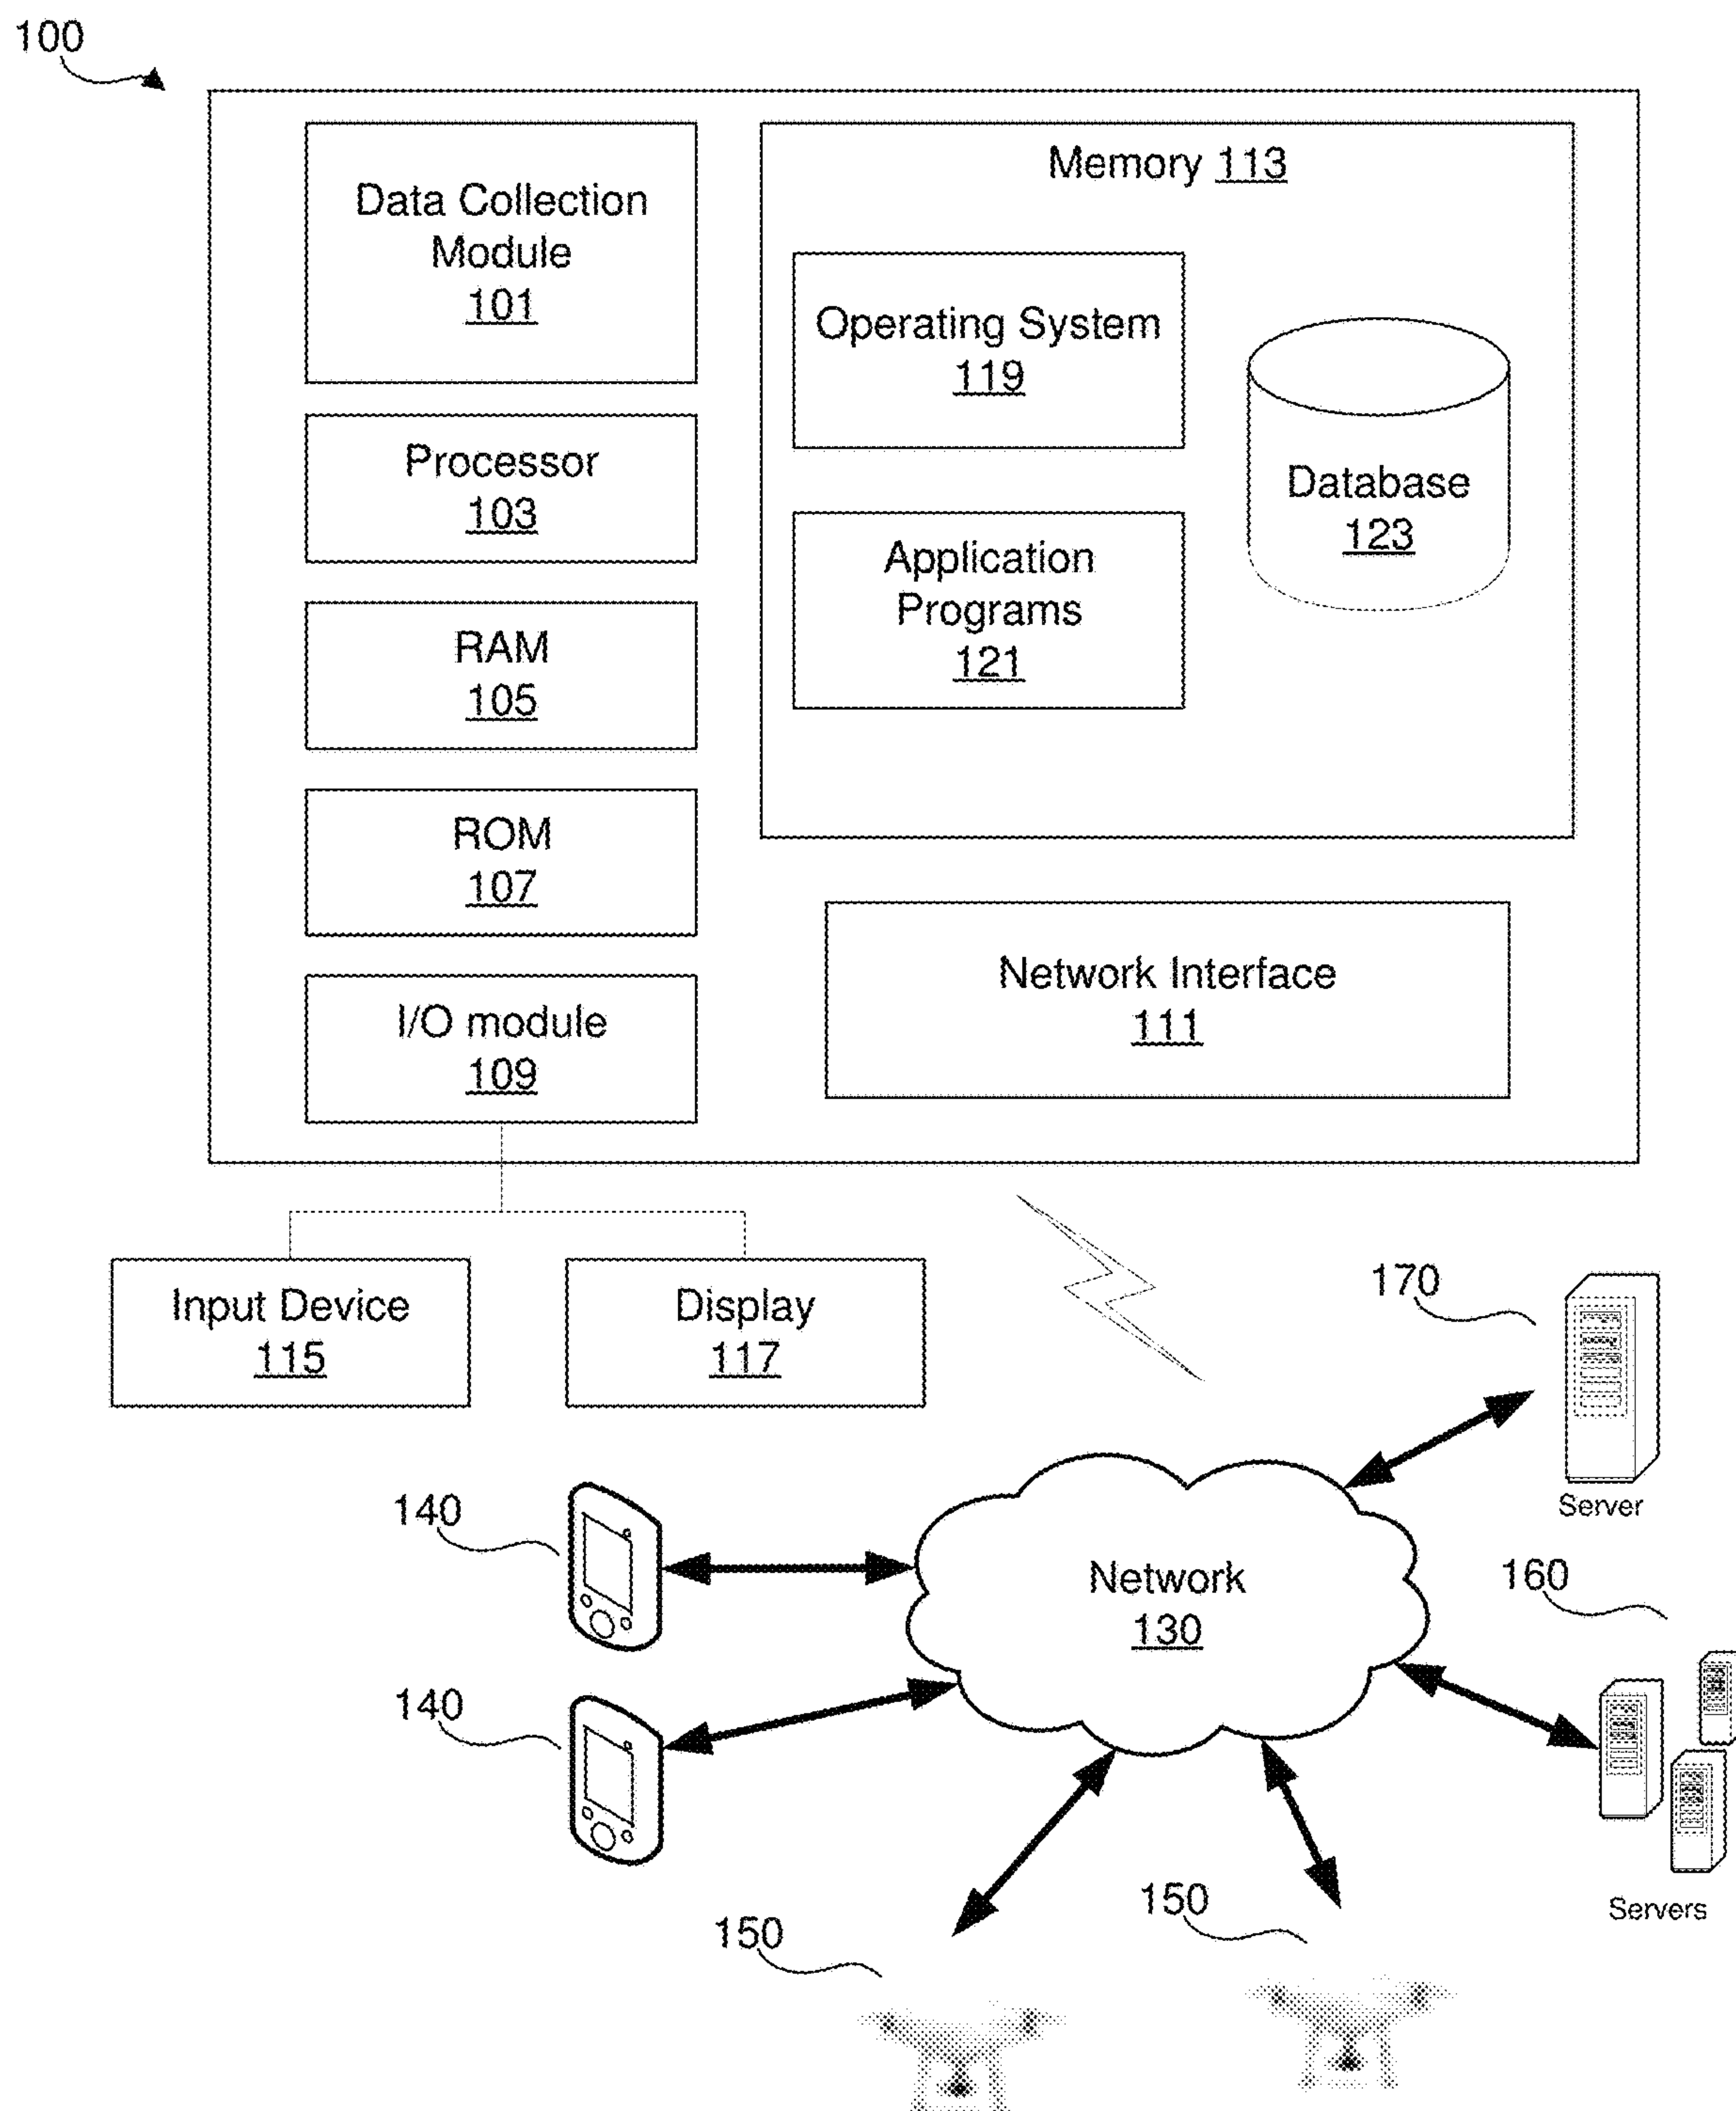 100
Data Collection
Module
101
Processor
103
RAM
105
ROM
107
I/O module
109
Memory 113
Operating System
119
Application
Programs
121
Database
123
Network Interface
111
Input Device
115
Display
117
170
Server
140
Network
130
160
140
Servers
150
150